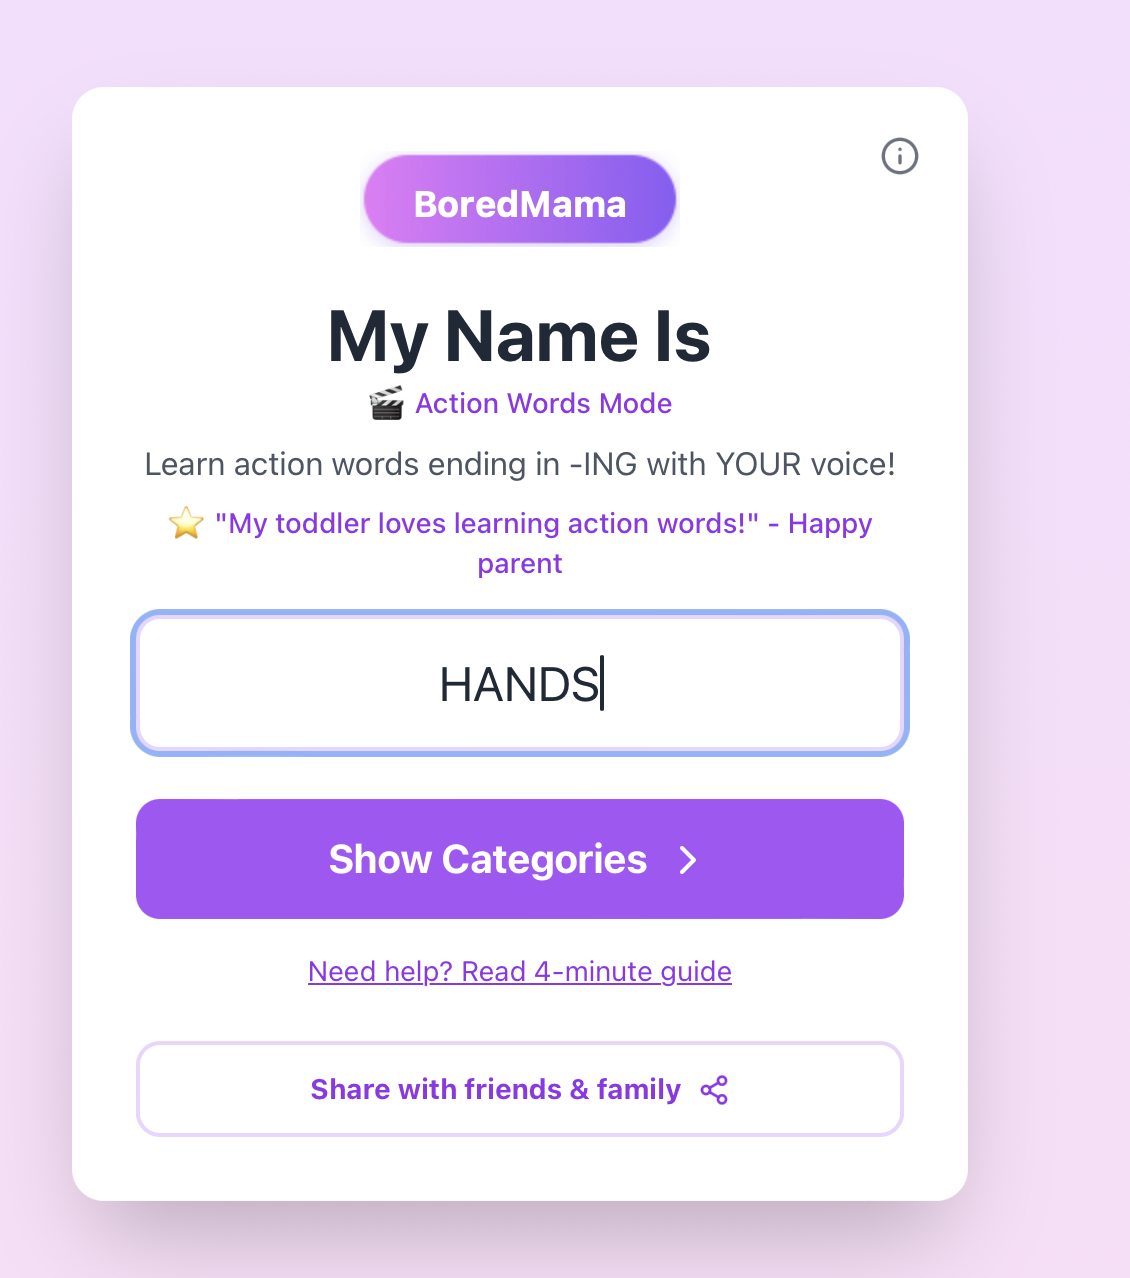 BoredMama
My Name Is
🎬 Action Words Mode
Learn action words ending in -ING with YOUR voice!
⭐ "My toddler loves learning action words!" - Happy
parent
HANDS
Show Categories
Need help? Read 4-minute guide
Share with friends & family